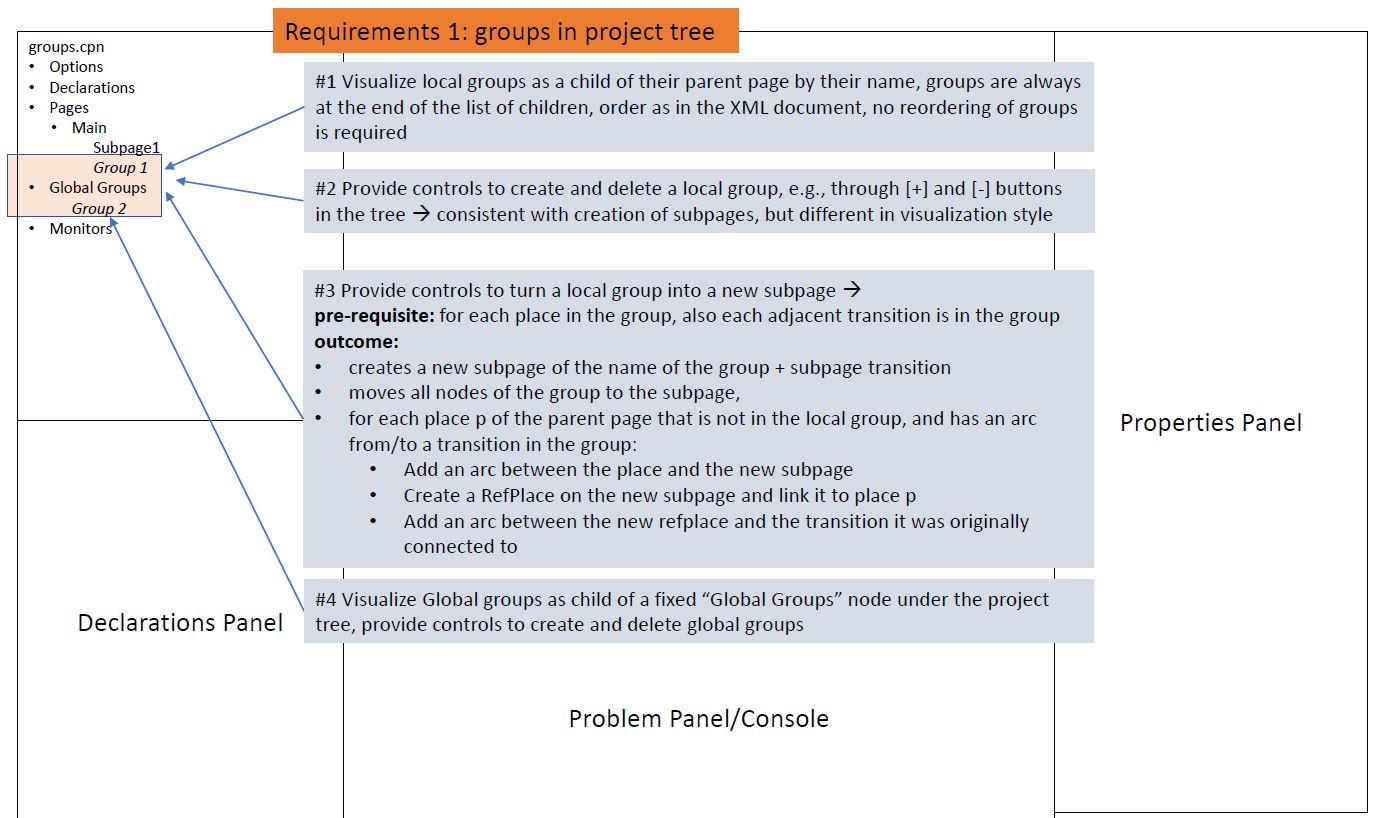 Requirements 1: groups in project tree
groups.cpn
• Options
• Declarations
• Pages
• Main
Subpage1
Group 1
• Global Groups
Group 2
• Monitors
#1 Visualize local groups as a child of their parent page by their name, groups are always
at the end of the list of children, order as in the XML document, no reordering of groups
is required
#2 Provide controls to create and delete a local group, e.g., through [+] and [-] buttons
in the tree → consistent with creation of subpages, but different in visualization style
#3 Provide controls to turn a local group into a new subpage →
pre-requisite: for each place in the group, also each adjacent transition is in the group
outcome:
• creates a new subpage of the name of the group + subpage transition
• moves all nodes of the group to the subpage,
• for each place p of the parent page that is not in the local group, and has an arc
from/to a transition in the group:
• Add an arc between the place and the new subpage
• Create a RefPlace on the new subpage and link it to place p
• Add an arc between the new refplace and the transition it was originally
connected to
#4 Visualize Global groups as child of a fixed “Global Groups” node under the project
tree, provide controls to create and delete global groups
Properties Panel
Declarations Panel
Problem Panel/Console